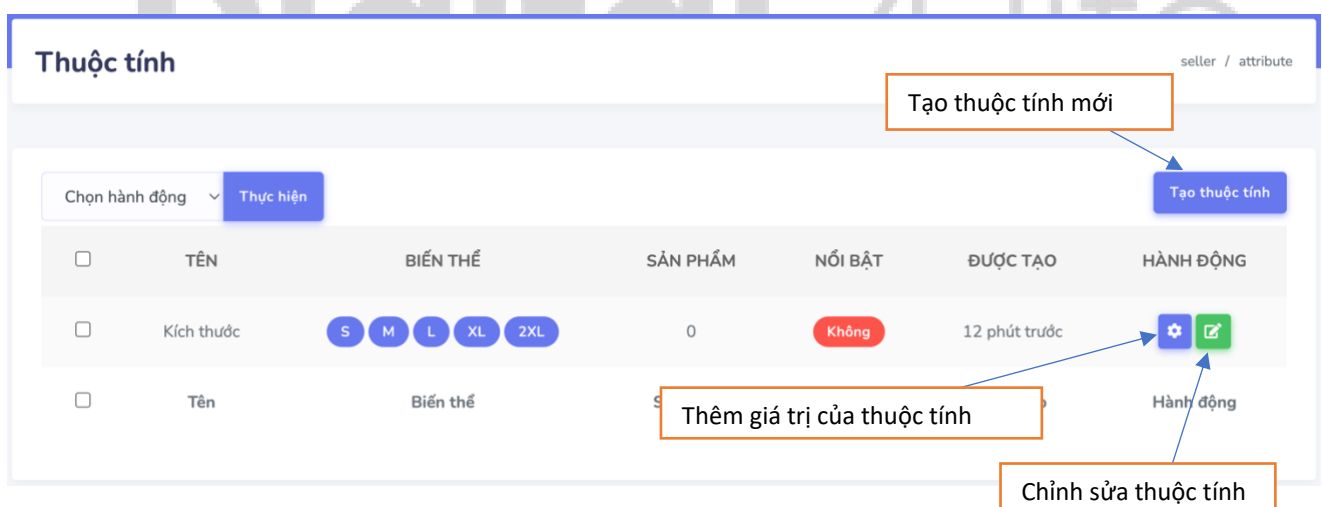 Thuộc tính
seller / attribute
Tạo thuộc tính mới
Chọn hành động
Thực hiện
Tạo thuộc tính
TÊN BIẾN THỂ SẢN PHẨM NỔI BẬT ĐƯỢC TẠO HÀNH ĐỘNG
Kích thước S M L XL 2XL 0 Không 12 phút trước
Tên Biến thể Hành động
Thêm giá trị của thuộc tính
Chỉnh sửa thuộc tính